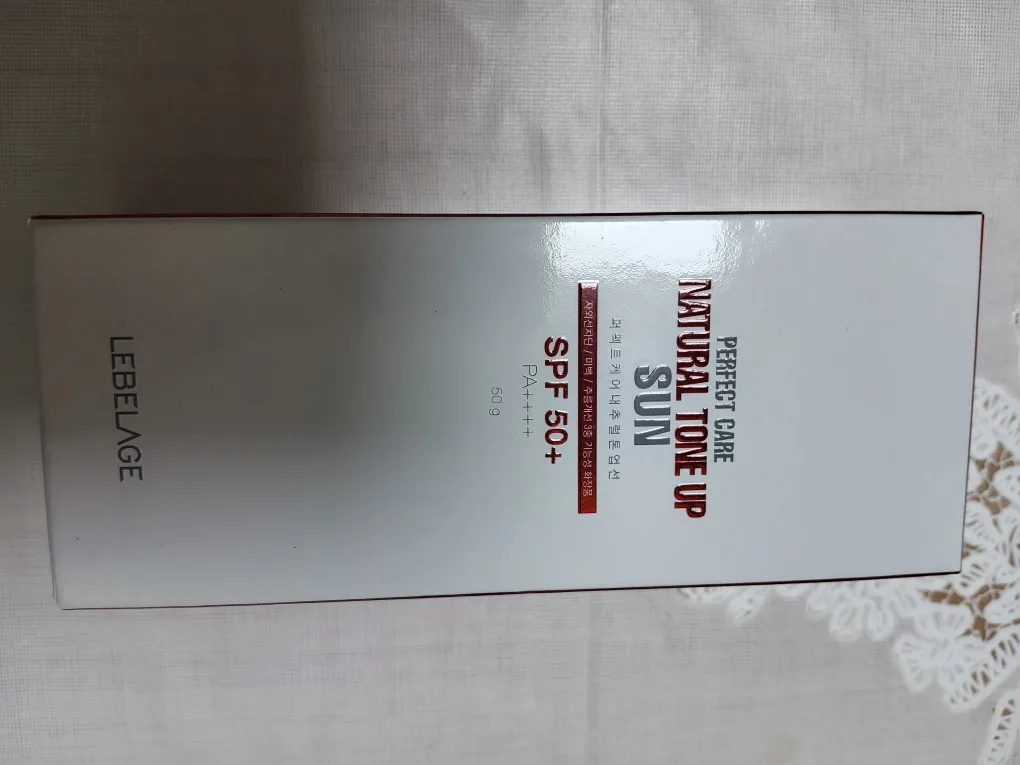 PERFECT CARE
NATURAL TONE UP
SUN
퍼펙트케어내추럴톤업선
자외선차단 / 미백 / 주름개선 3중 기능성 화장품
SPF 50+
PA++++
50 g
LEBELAGE